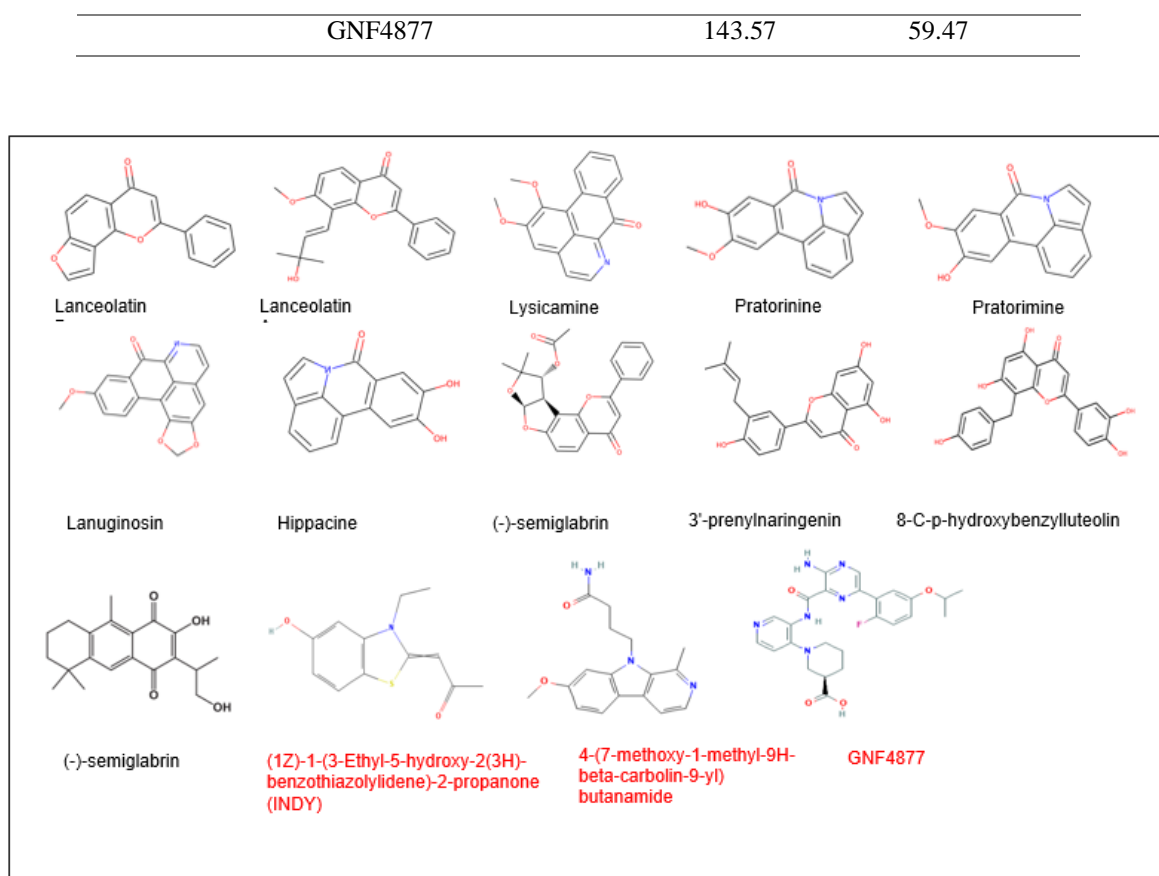 GNF4877 143.57 59.47
Lanceolatin
Lanceolatin
Lysicamine
Pratorinine
Pratorimine
Lanuginosin
Hippacine
(-)-semiglabrin
3'-prenylnaringenin
8-C-p-hydroxybenzylluteolin
(-)-semiglabrin
(1Z)-1-(3-Ethyl-5-hydroxy-2(3H)-
benzothiazolylidene)-2-propanone
(INDY)
4-(7-methoxy-1-methyl-9H-
beta-carbolin-9-yl)
butanamide
GNF4877